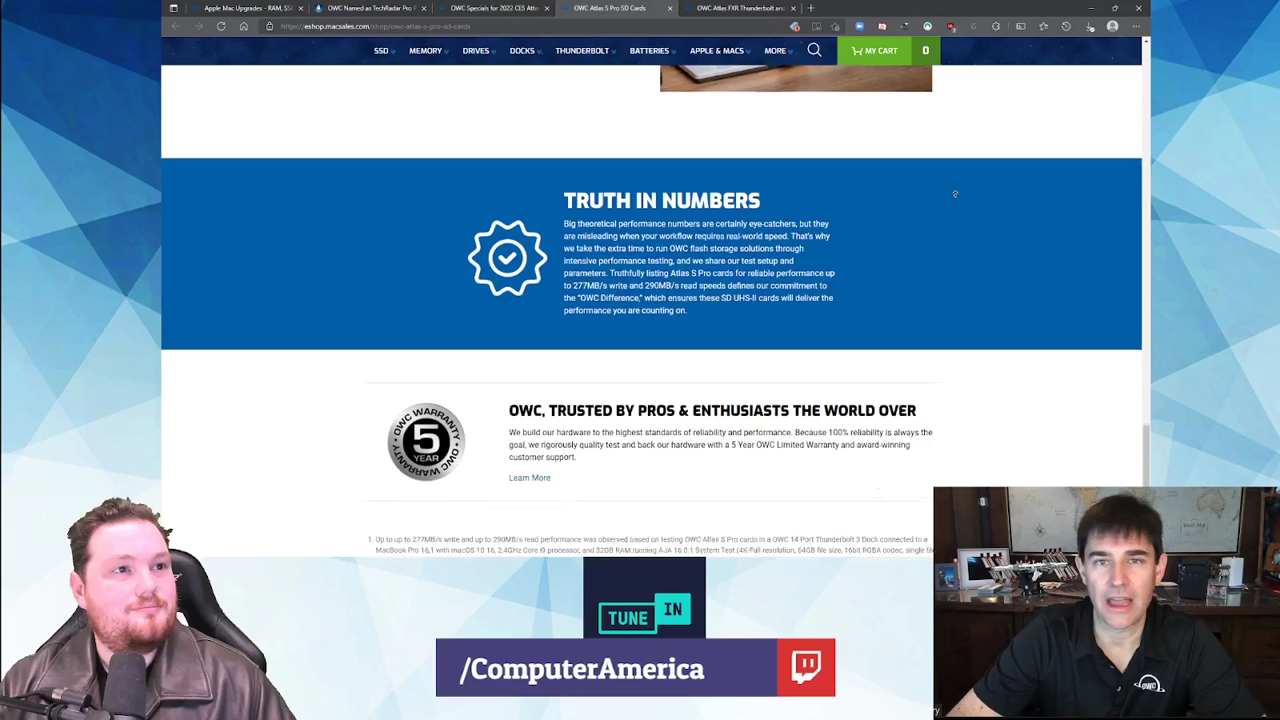 Apple Mac Upgrades - RAM, SM
OWC Named as TechRadar Pro F
OWC Specials for 2022 CES Atte
OWC Atlas S Pro SD Cards
OWC Atlas FXR Thunderbolt and
https://eshop.macsales.com/shop/owc-atlas-s-pro-sd-cards
SSD MEMORY DRIVES DOCKS THUNDERBOLT BATTERIES APPLE & MACS MORE MY CART 0
TRUTH IN NUMBERS
Big theoretical performance numbers are certainly eye-catchers, but they
are misleading when your workflow requires real-world speed. That's why
we take the extra time to run OWC flash storage solutions through
intensive performance testing, and we share our test setup and
parameters. Truthfully listing Atlas S Pro cards for reliable performance up
to 277MB/s write and 290MB/s read speeds defines our commitment to
the "OWC Difference," which ensures these SD UHS-II cards will deliver the
performance you are counting on.
OWC WARRANTY
5
YEAR
OWC WARRANTY
OWC, TRUSTED BY PROS & ENTHUSIASTS THE WORLD OVER
We build our hardware to the highest standards of reliability and performance. Because 100% reliability is always the
goal, we rigorously quality test and back our hardware with a 5 Year OWC Limited Warranty and award-winning
customer support.
Learn More
1. Up to up to 277MB/s write and up to 290MB/s read performance was observed based on testing OWC Atlas S Pro cards in a OWC 14 Port Thunderbolt 3 Dock connected to a
MacBook Pro 16,1 with macOS 10.16, 2.4GHz Core i9 processor, and 32GB RAM running AJA 16.0.1 System Test (4K-Full resolution, 64GB file size, 16bit RGBA codec, single file
TUNE IN
/ComputerAmerica
OWC